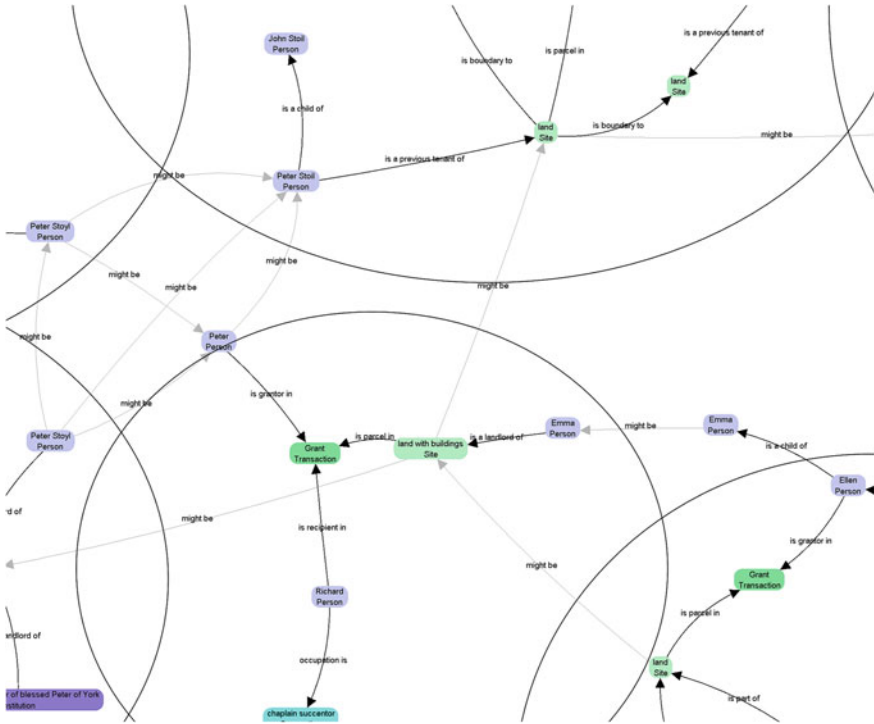 John Stoil
Person
is a previous tenant of
is parcel in
is boundary to
land
Site
is a child of
land
Site
is boundary to
might be
is a previous tenant of
might be
Peter Stoil
Person
Peter Stoyl
Person
might be
might be
might be
might be
might be
Peter
Person
might be
is grantor in
Peter Stoyl
Person
Grant
Transaction
is parcel in
land with buildings
Site
is a landlord of
Emma
Person
might be
Emma
Person
is a child of
Ellen
Person
rd of
might be
is recipient in
is grantor in
might be
Grant
Transaction
Richard
Person
is parcel in
andlord of
occupation is
land
Site
is part of
r of blessed Peter of York
nstitution
chaplain succentor